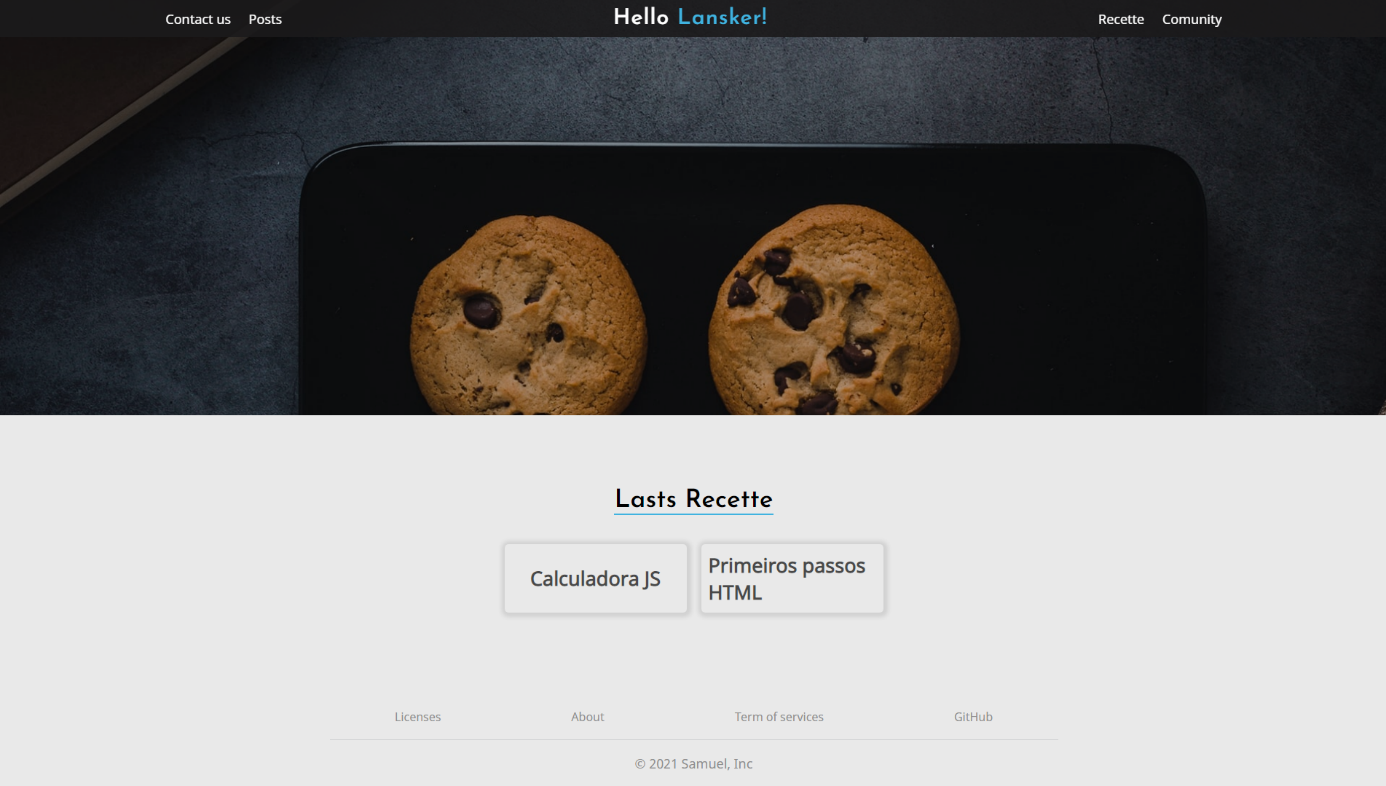 Contact us Posts Hello Lansker! Recette Comunity
Lasts Recette
Calculadora JS
Primeiros passos
HTML
Licenses About Term of services GitHub
© 2021 Samuel, Inc